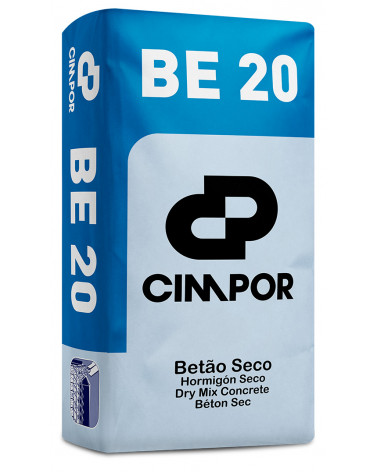 BE 20
CIMPOR
Betão Seco
Hormigón Seco
Dry Mix Concrete
Béton Sec
CIMPOR
BE 20